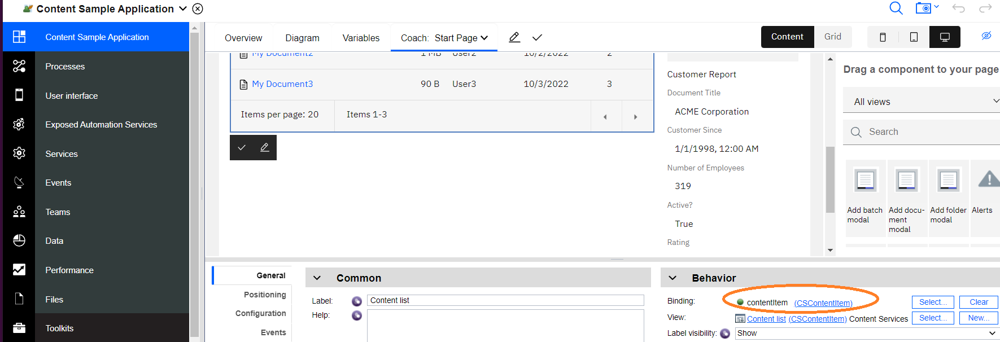 Content Sample Application
Content Sample Application
Processes
User interface
Exposed Automation Services
Services
Events
Teams
Data
Performance
Files
Toolkits
Overview
Diagram
Variables
Coach: Start Page
Content
Grid
My Document2 1 MB User2 10/2/2022 2
My Document3 90 B User3 10/3/2022 3
Items per page: 20 Items 1-3
Customer Report
Document Title
ACME Corporation
Customer Since
1/1/1998, 12:00 AM
Number of Employees
319
Active?
True
Rating
Drag a component to your page
All views
Search
Add batch
modal
Add docu-
ment
modal
Add folder
modal
Alerts
General
Positioning
Configuration
Events
Common
Label: Content list
Help:
Behavior
Binding: contentItem (CSContentItem) Select... Clear
View: Content list (CSContentItem) Content Services Select... New...
Label visibility: Show